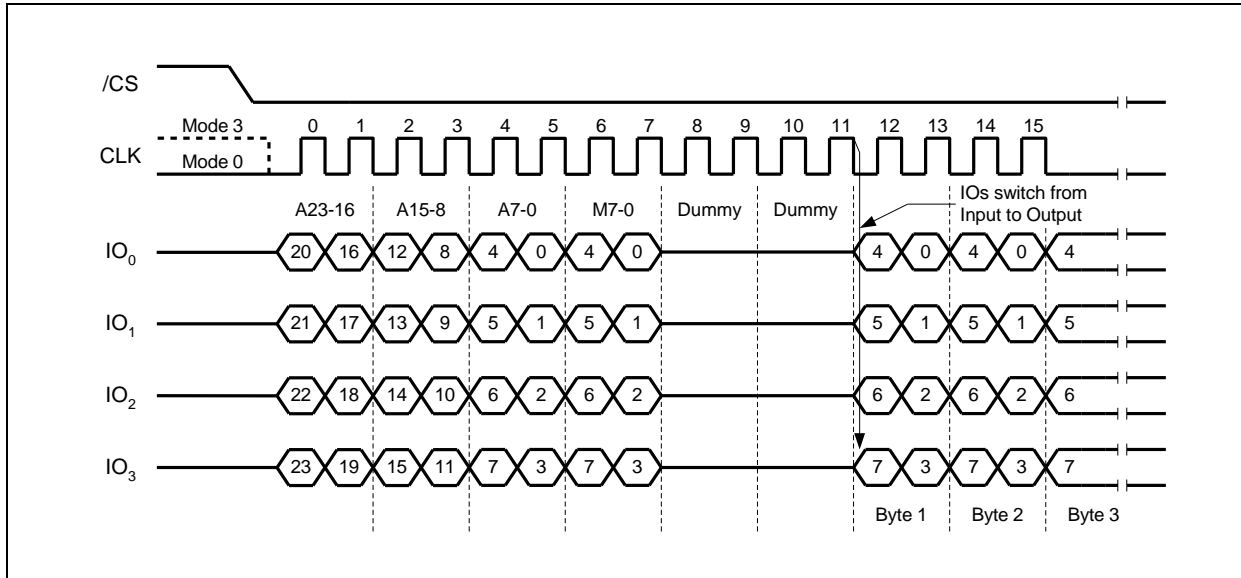 /CS
Mode 3 0 1 2 3 4 5 6 7 8 9 10 11 12 13 14 15
CLK
Mode 0
IOs switch from
Input to Output
A23-16 A15-8 A7-0 M7-0 Dummy Dummy
IO0 20 16 12 8 4 0 4 0 4 0 4 0 4
IO1 21 17 13 9 5 1 5 1 5 1 5 1 5
IO2 22 18 14 10 6 2 6 2 6 2 6 2 6
IO3 23 19 15 11 7 3 7 3 7 3 7 3 7
Byte 1 Byte 2 Byte 3